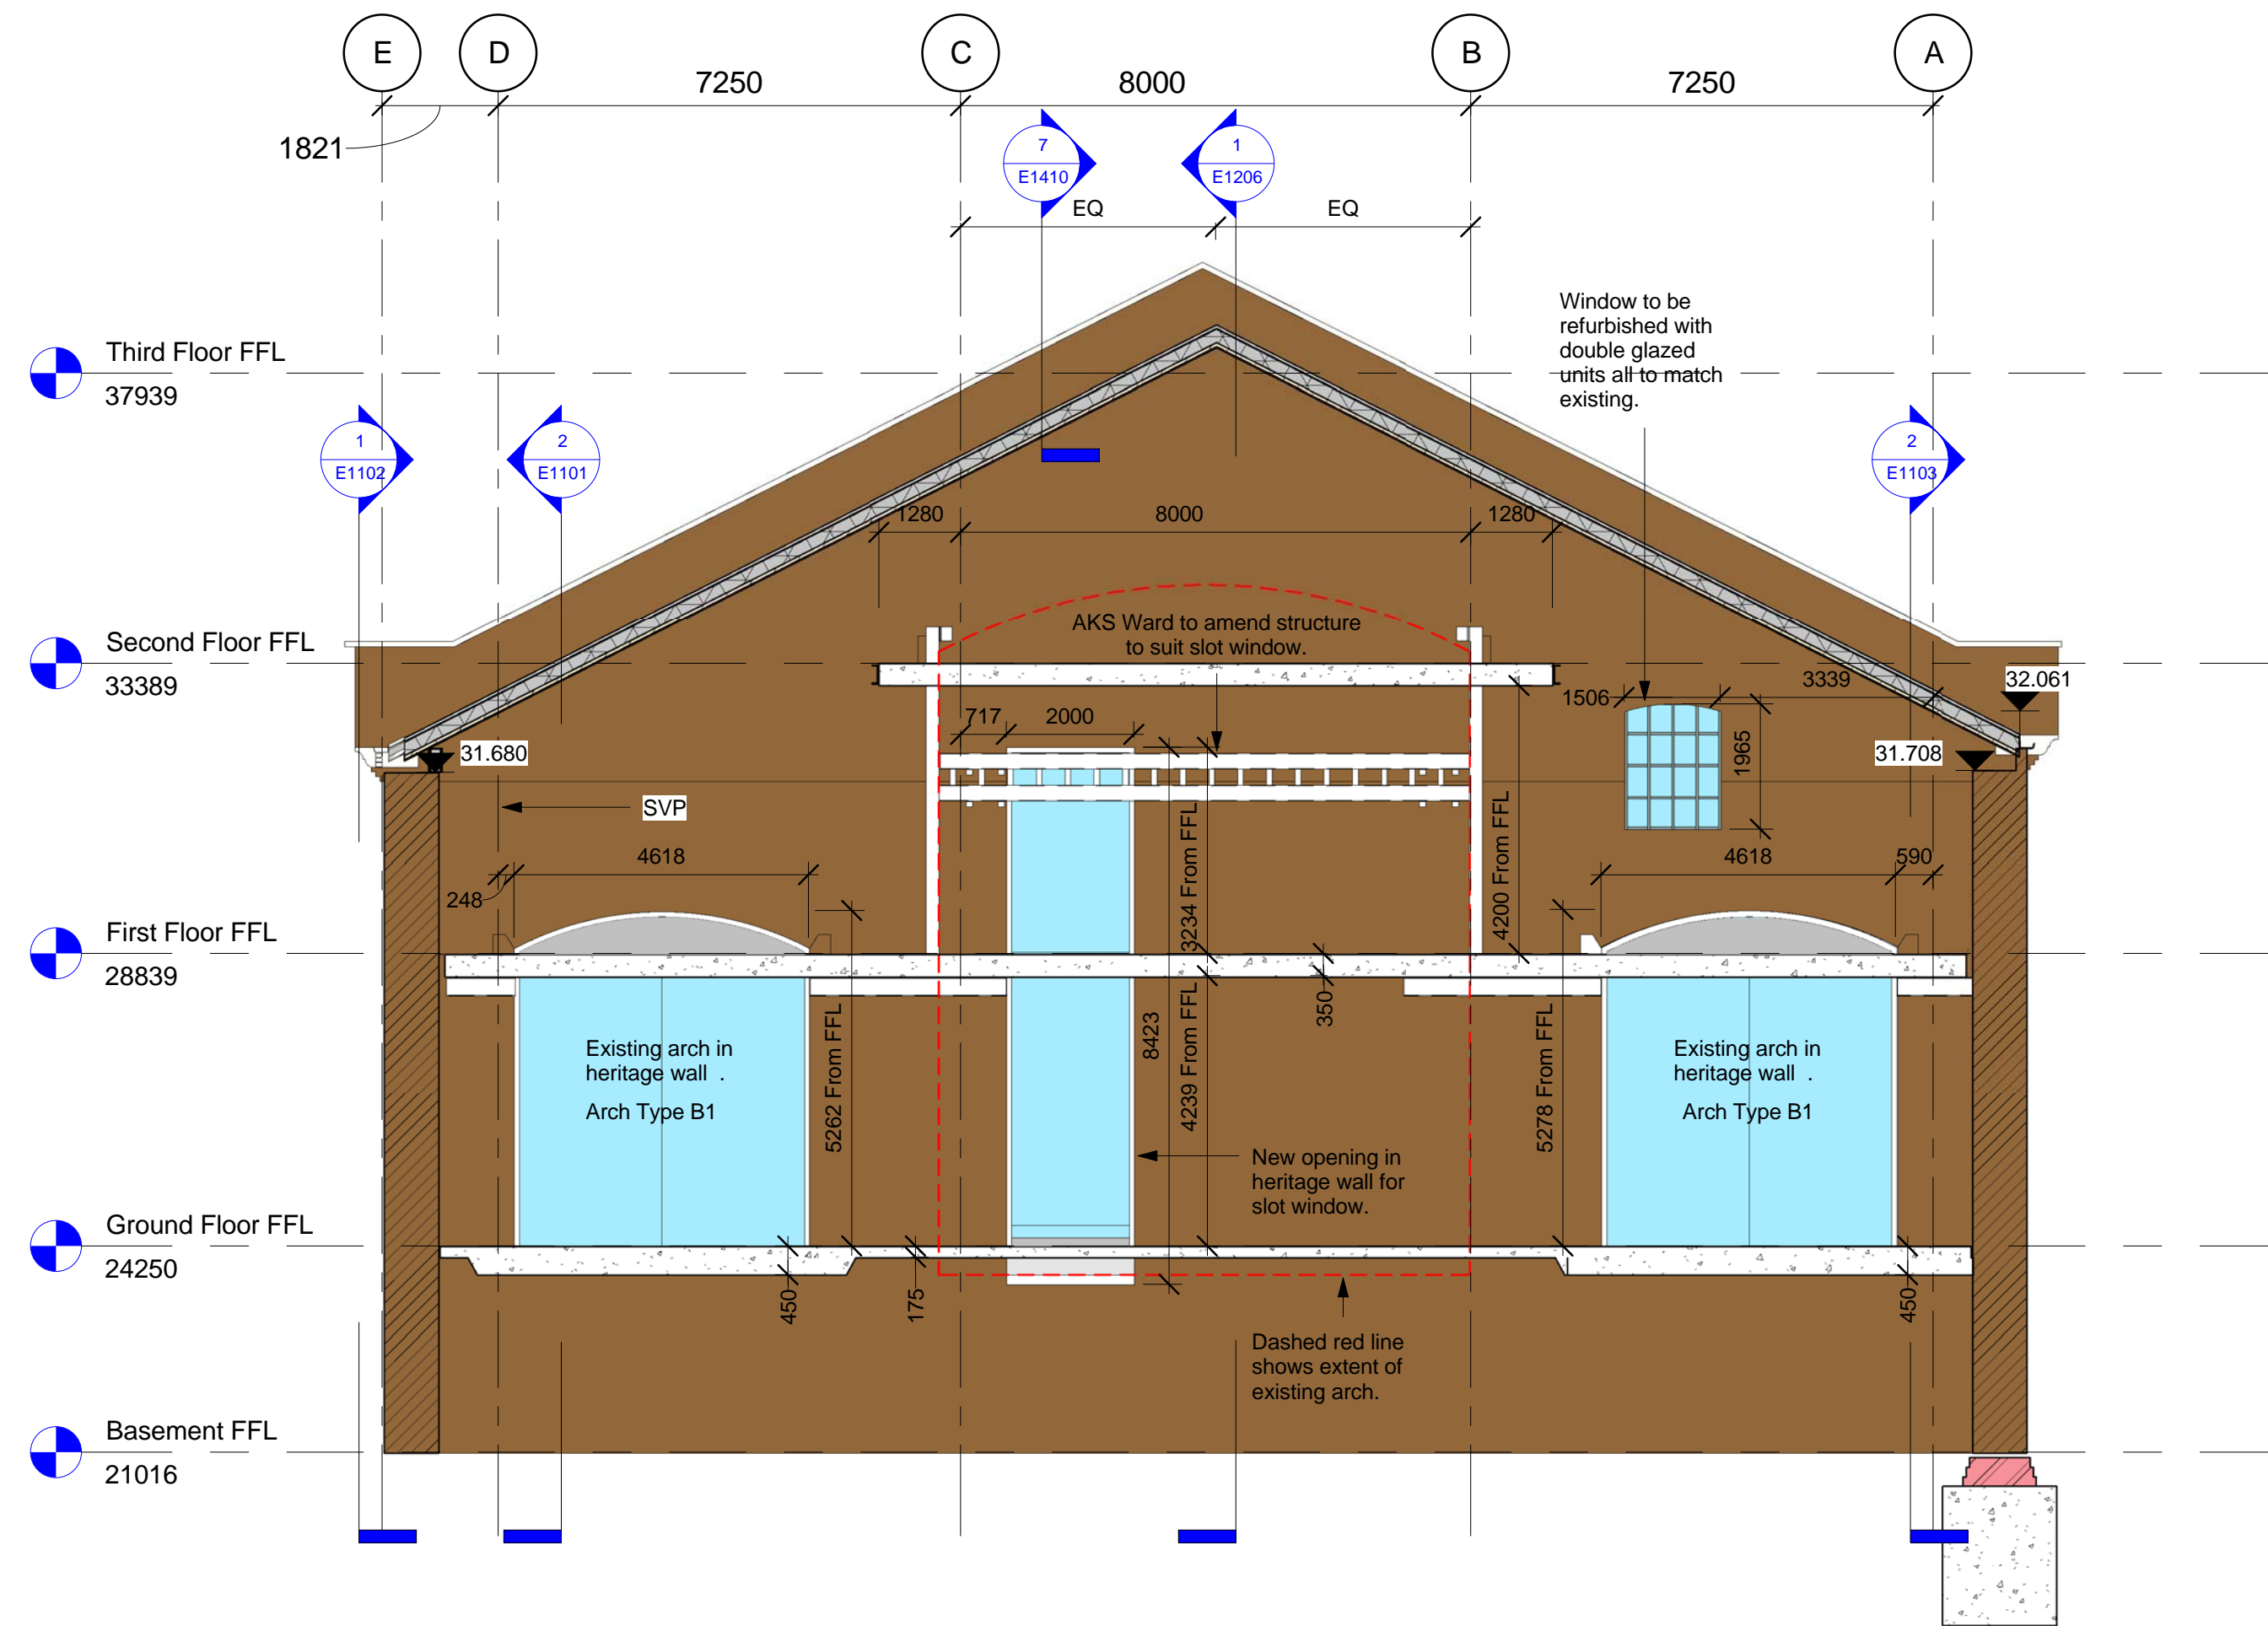 E
D
C
B
A
7250
8000
7250
1821
7
E1410
1
E1206
EQ
EQ
Window to be
refurbished with
double glazed
units all to match
existing.
Third Floor FFL
37939
1
E1102
2
E1101
2
E1103
1280
8000
1280
AKS Ward to amend structure
to suit slot window.
Second Floor FFL
33389
3339
32.061
1506
717
2000
1965
31.680
31.708
SVP
4618
4618
590
248
3234 From FFL
4200 From FFL
First Floor FFL
28839
350
8423
4239 From FFL
5262 From FFL
5278 From FFL
Existing arch in
heritage wall .
Arch Type B1
Existing arch in
heritage wall .
Arch Type B1
New opening in
heritage wall for
slot window.
Ground Floor FFL
24250
450
175
450
Dashed red line
shows extent of
existing arch.
Basement FFL
21016